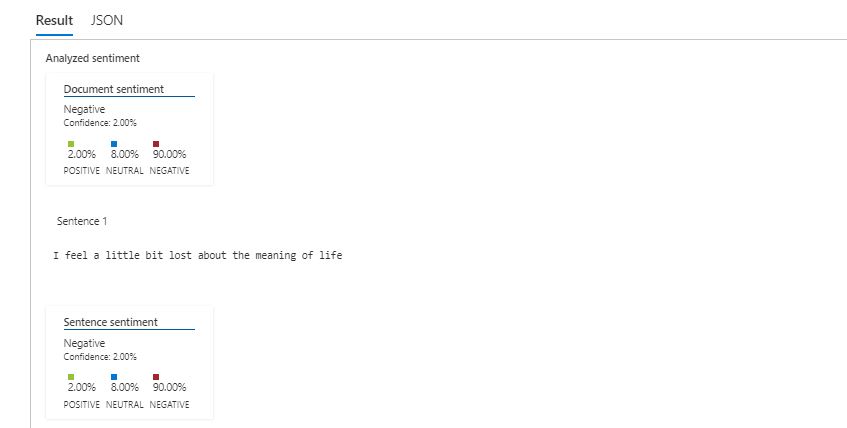 Result JSON
Analyzed sentiment
Document sentiment
Negative
Confidence: 2.00%
2.00% 8.00% 90.00%
POSITIVE NEUTRAL NEGATIVE
Sentence 1
I feel a little bit lost about the meaning of life
Sentence sentiment
Negative
Confidence: 2.00%
2.00% 8.00% 90.00%
POSITIVE NEUTRAL NEGATIVE